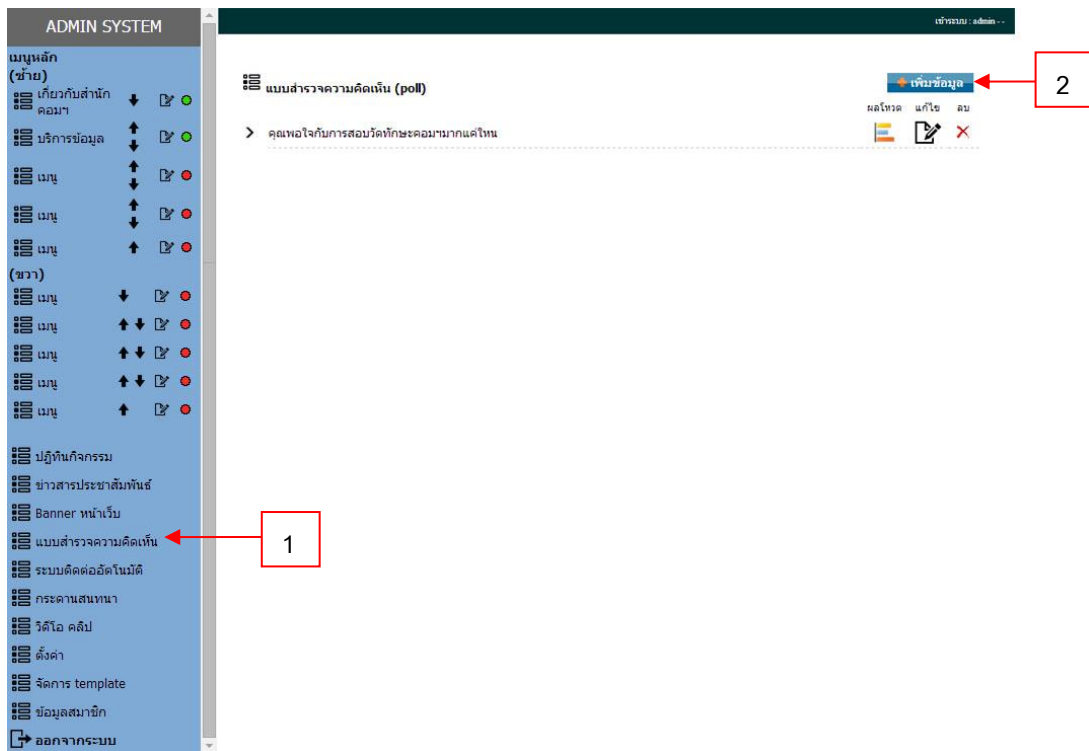 ADMIN SYSTEM
เข้าระบบ : admin - -
เมนูหลัก
(ซ้าย)
เกี่ยวกับสำนัก
คอมฯ
บริการข้อมูล
เมนู
เมนู
เมนู
(ขวา)
เมนู
เมนู
เมนู
เมนู
เมนู
ปฏิทินกิจกรรม
ข่าวสารประชาสัมพันธ์
Banner หน้าเว็บ
แบบสำรวจความคิดเห็น
ระบบติดต่ออัตโนมัติ
กระดานสนทนา
วิดีโอ คลิป
ตั้งค่า
จัดการ template
ข้อมูลสมาชิก
ออกจากระบบ
แบบสำรวจความคิดเห็น (poll)
เพิ่มข้อมูล
ผลโหวต แก้ไข ลบ
คุณพอใจกับการสอบวัดทักษะคอมฯมากแค่ไหน
1
2